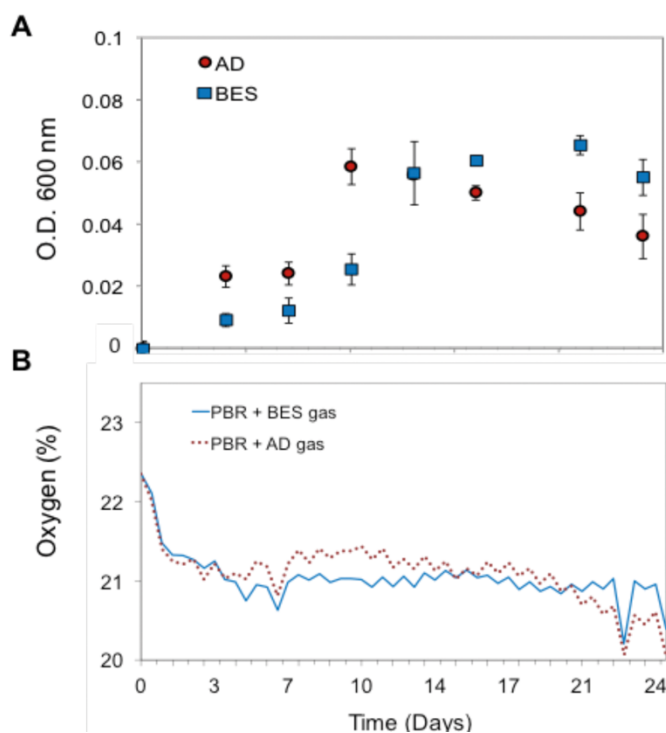 A
0.1
AD
BES
0.08
0.06
0.04
0.02
0
O.D. 600 nm
B
PBR + BES gas
PBR + AD gas
23
22
21
20
Oxygen (%)
0 3 7 10 14 17 21 24
Time (Days)